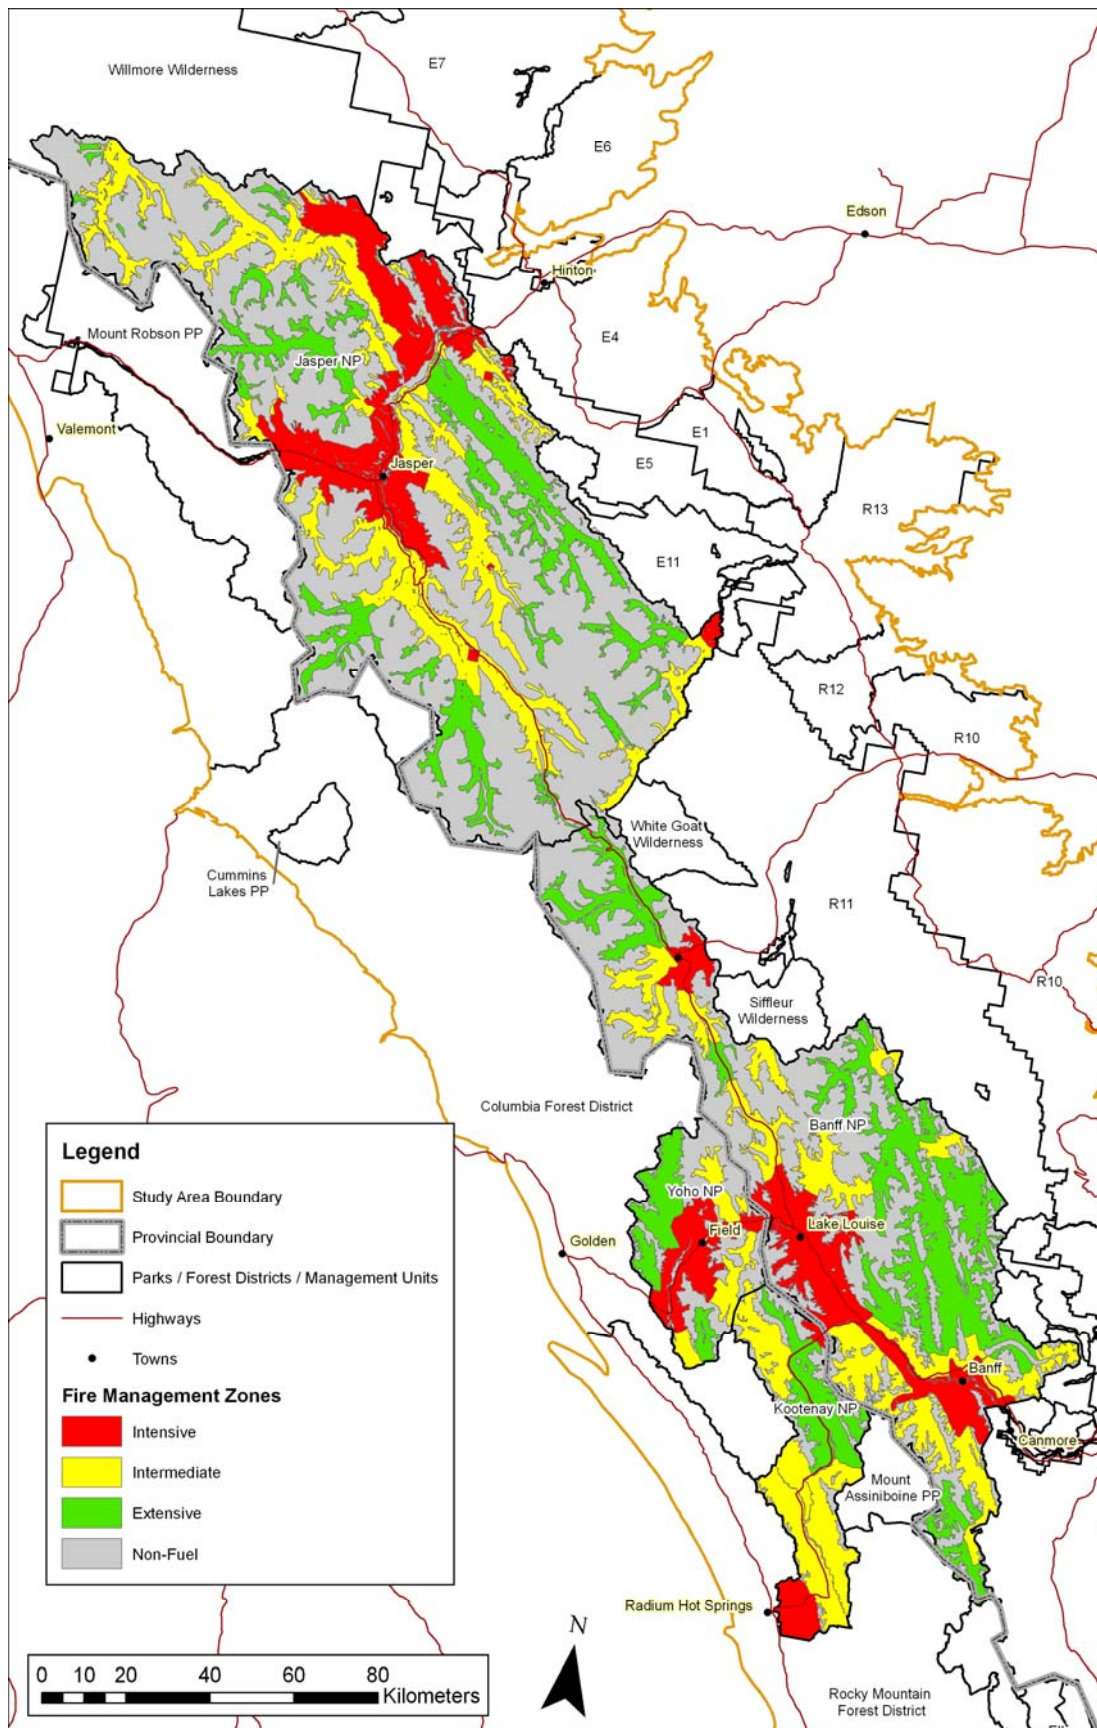 Willmore Wilderness
E7
E6
Edson
Hinton
Mount Robson PP
E4
Jasper NP
Valemont
E1
Jasper
E5
R13
E11
R12
R10
White Goat
Wilderness
Cummins
Lakes PP
R11
R10
Siffleur
Wilderness
Columbia Forest District
Banff NP
Yoho NP
Field
Lake Louise
Golden
Banff
Kootenay NP
Canmore
Mount
Assiniboine PP
Radium Hot Springs
Rocky Mountain
Forest District
Legend
Study Area Boundary
Provincial Boundary
Parks / Forest Districts / Management Units
Highways
Towns
Fire Management Zones
Intensive
Intermediate
Extensive
Non-Fuel
N
0 10 20 40 60 80
Kilometers